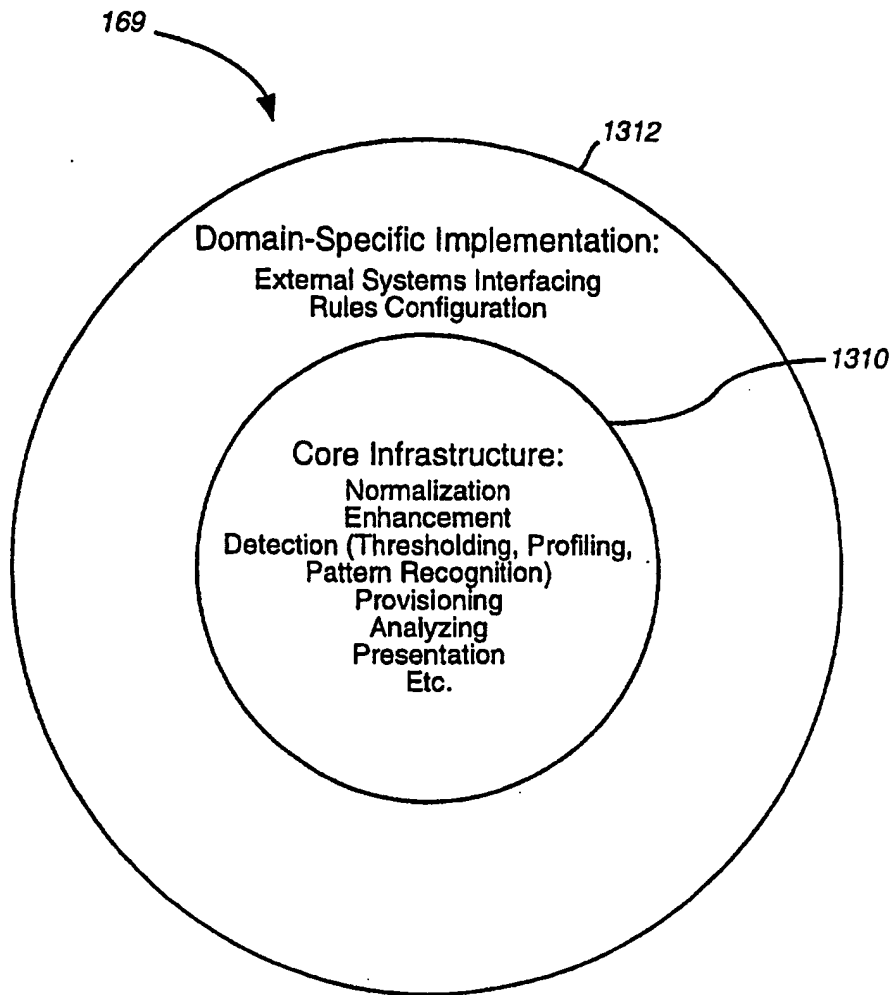 169
1312
Domain-Specific Implementation:
External Systems Interfacing
Rules Configuration
1310
Core Infrastructure:
Normalization
Enhancement
Detection (Thresholding, Profiling,
Pattern Recognition)
Provisioning
Analyzing
Presentation
Etc.